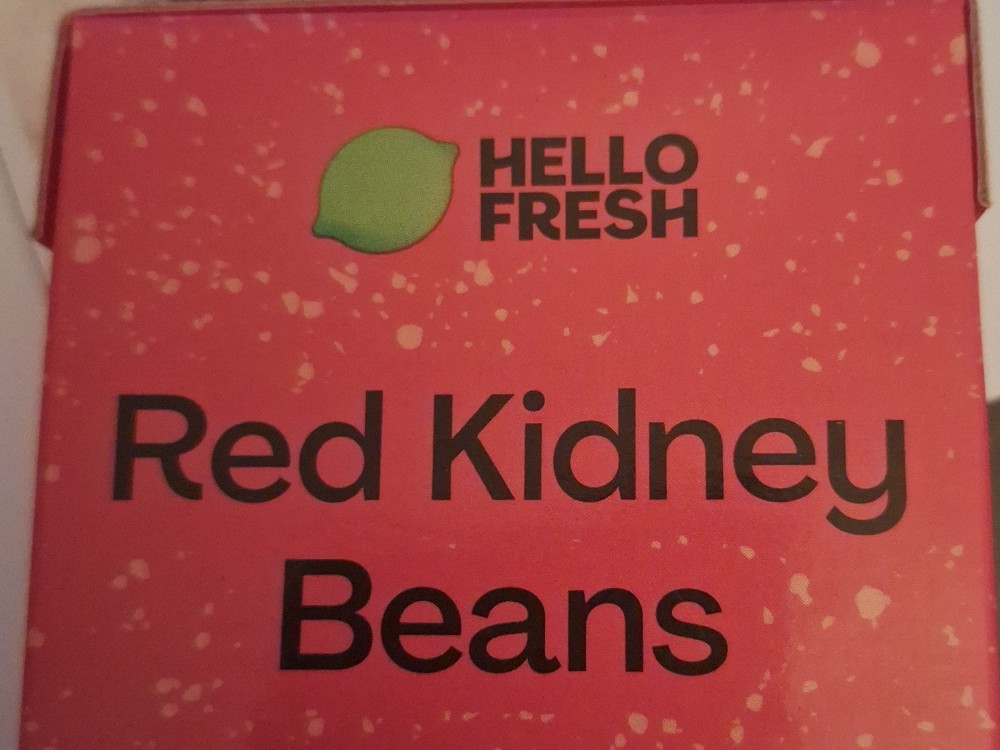 HELLO
FRESH
Red Kidney
Beans